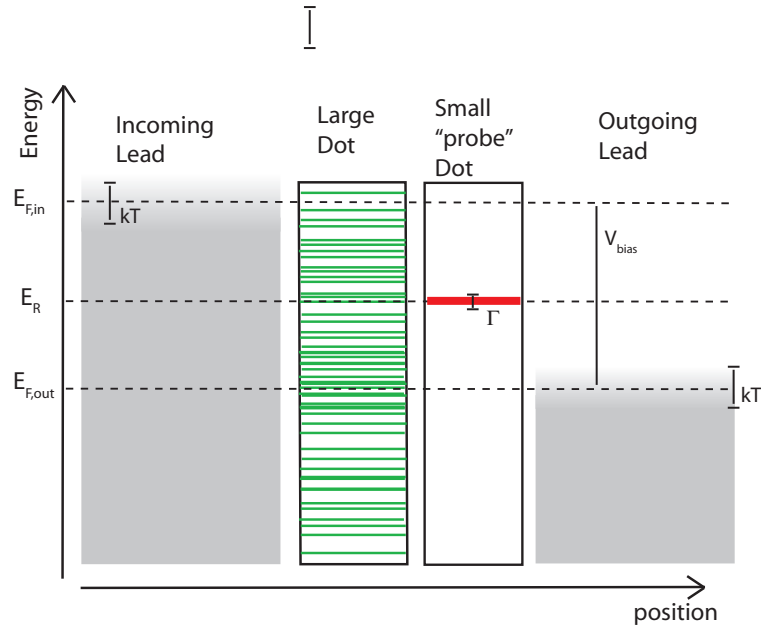 Energy
Incoming
Lead
Large
Dot
Small
“probe”
Dot
Outgoing
Lead
E_F,in
kT
V_bias
E_R
Γ
E_F,out
kT
position